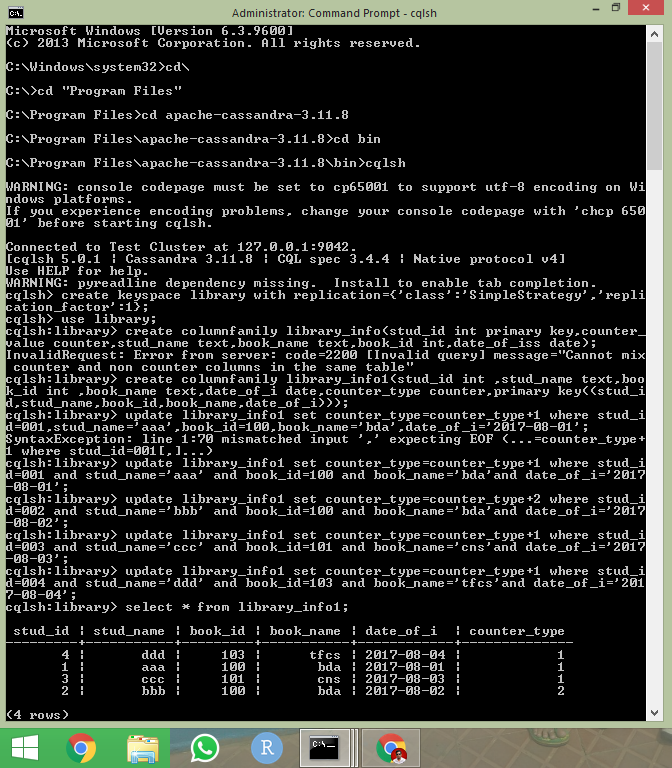 Administrator: Command Prompt - cqlsh
Microsoft Windows [Version 6.3.9600]
(c) 2013 Microsoft Corporation. All rights reserved.
C:\Windows\system32>cd\
C:\>cd "Program Files"
C:\Program Files>cd apache-cassandra-3.11.8
C:\Program Files\apache-cassandra-3.11.8>cd bin
C:\Program Files\apache-cassandra-3.11.8\bin>cqlsh
WARNING: console codepage must be set to cp65001 to support utf-8 encoding on Wi
ndows platforms.
If you experience encoding problems, change your console codepage with 'chcp 650
01' before starting cqlsh.
Connected to Test Cluster at 127.0.0.1:9042.
[cqlsh 5.0.1 | Cassandra 3.11.8 | CQL spec 3.4.4 | Native protocol v4]
Use HELP for help.
WARNING: pyreadline dependency missing.  Install to enable tab completion.
cqlsh> create keyspace library with replication={'class':'SimpleStrategy','repli
cation_factor':1};
cqlsh> use library;
cqlsh:library> create columnfamily library_info(stud_id int primary key,counter_
value counter,stud_name text,book_name text,book_id int,date_of_iss date);
InvalidRequest: Error from server: code=2200 [Invalid query] message="Cannot mix
 counter and non counter columns in the same table"
cqlsh:library> create columnfamily library_info1(stud_id int ,stud_name text,boo
k_id int ,book_name text,date_of_i date,counter_type counter,primary key((stud_i
d,stud_name,book_id,book_name,date_of_i)));
cqlsh:library> update library_info1 set counter_type=counter_type+1 where stud_i
d=001,stud_name='aaa',book_id=100,book_name='bda',date_of_i='2017-08-01';
SyntaxException: line 1:70 mismatched input ',' expecting EOF (...=counter_type+
1 where stud_id=001[,]...)
cqlsh:library> update library_info1 set counter_type=counter_type+1 where stud_i
d=001 and stud_name='aaa' and book_id=100 and book_name='bda'and date_of_i='2017
-08-01';
cqlsh:library> update library_info1 set counter_type=counter_type+2 where stud_i
d=002 and stud_name='bbb' and book_id=100 and book_name='bda'and date_of_i='2017
-08-02';
cqlsh:library> update library_info1 set counter_type=counter_type+1 where stud_i
d=003 and stud_name='ccc' and book_id=101 and book_name='cns'and date_of_i='2017
-08-03';
cqlsh:library> update library_info1 set counter_type=counter_type+1 where stud_i
d=004 and stud_name='ddd' and book_id=103 and book_name='tfcs'and date_of_i='201
7-08-04';
cqlsh:library> select * from library_info1;
 stud_id | stud_name | book_id | book_name | date_of_i  | counter_type
---------+-----------+---------+-----------+------------+--------------
       4 |       ddd |     103 |      tfcs | 2017-08-04 |            1
       1 |       aaa |     100 |       bda | 2017-08-01 |            1
       3 |       ccc |     101 |       cns | 2017-08-03 |            1
       2 |       bbb |     100 |       bda | 2017-08-02 |            2
(4 rows)